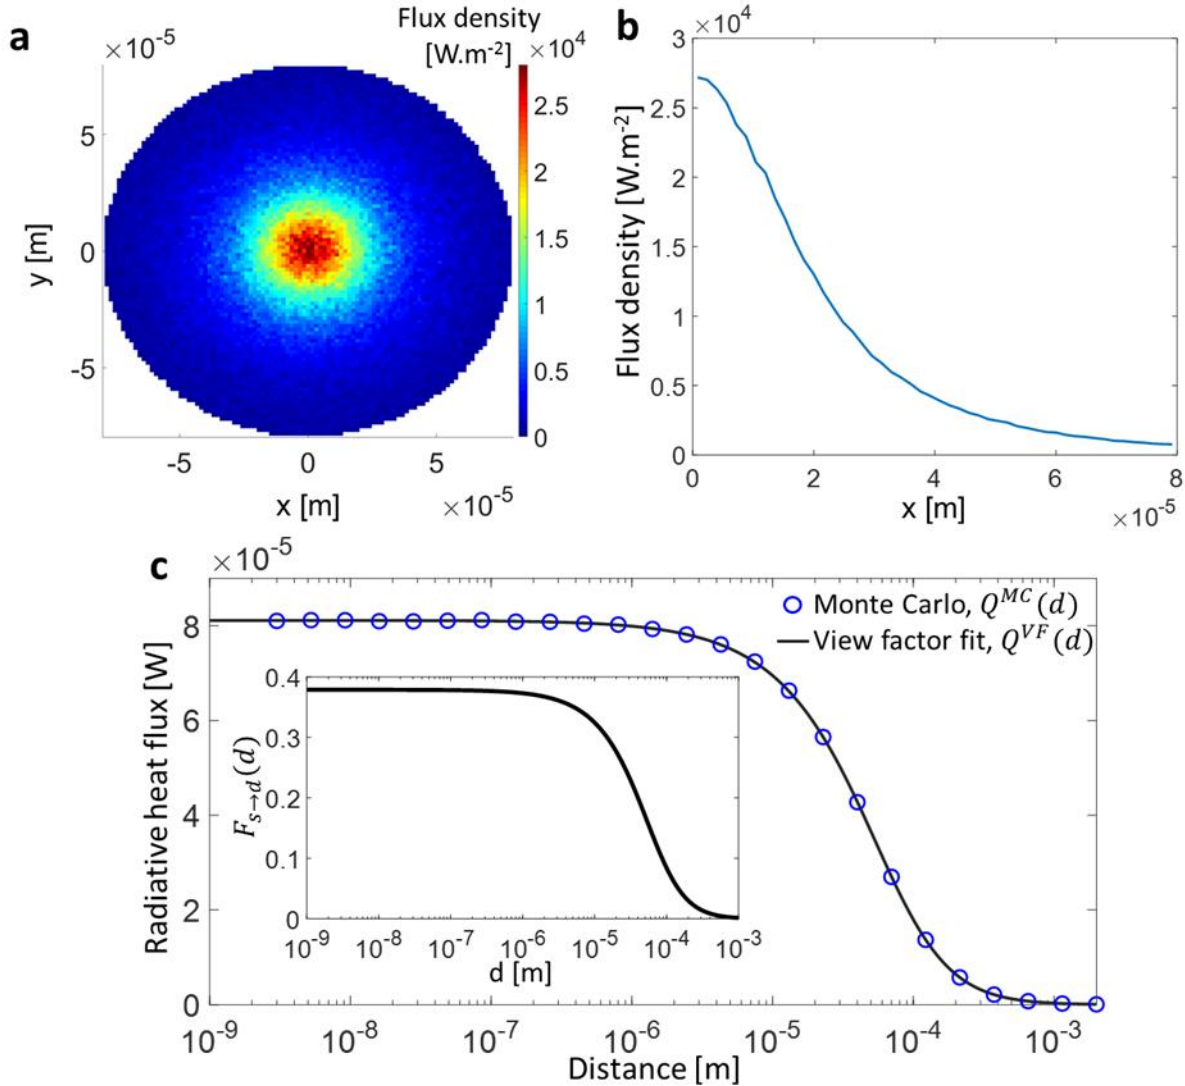 a
×10⁻⁵
Flux density
[W.m⁻²]
×10⁴
5
0
-5
y [m]
-5
0
5
×10⁻⁵
x [m]
2.5
2
1.5
1
0.5
0
b
×10⁴
3
2.5
2
1.5
1
0.5
0
Flux density [W.m⁻²]
0
2
4
6
8
×10⁻⁵
x [m]
c
×10⁻⁵
8
6
4
2
0
Radiative heat flux [W]
Monte Carlo, Q^MC(d)
View factor fit, Q^VF(d)
0.4
0.3
0.2
0.1
0
F_s→d(d)
10⁻⁹ 10⁻⁸ 10⁻⁷ 10⁻⁶ 10⁻⁵ 10⁻⁴ 10⁻³
d [m]
10⁻⁹ 10⁻⁸ 10⁻⁷ 10⁻⁶ 10⁻⁵ 10⁻⁴ 10⁻³
Distance [m]